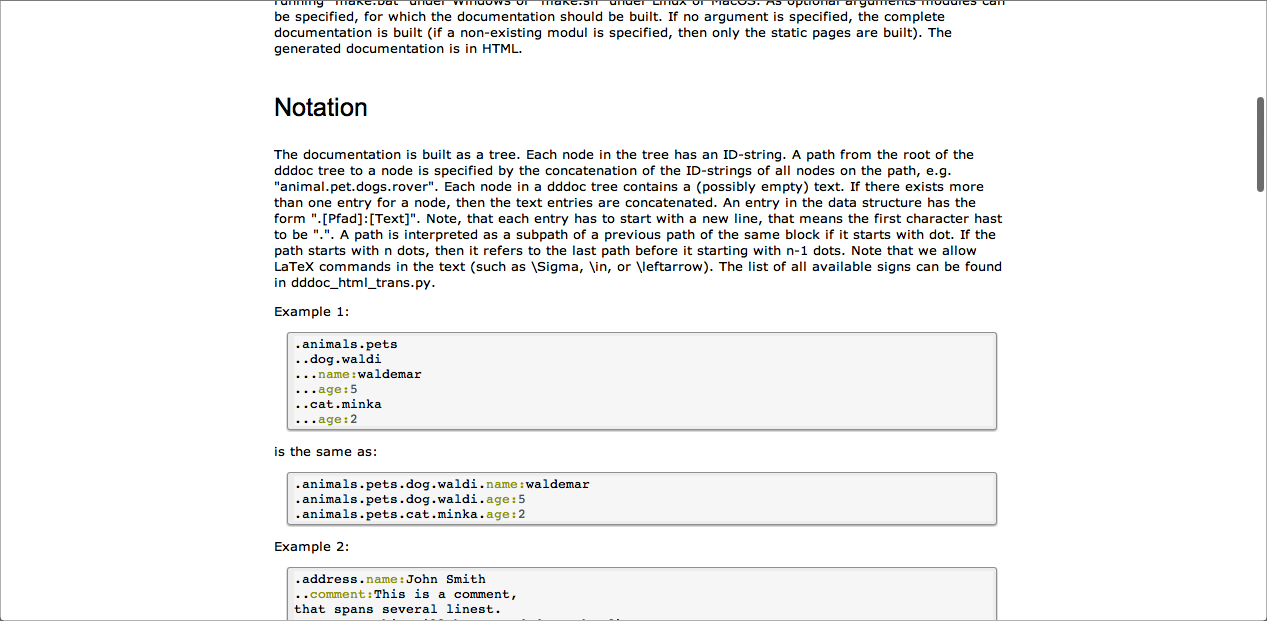 running "make.bat" under Windows or "make.sh" under Linux or MacOS. As optional arguments modules can
be specified, for which the documentation should be built. If no argument is specified, the complete
documentation is built (if a non-existing modul is specified, then only the static pages are built). The
generated documentation is in HTML.
Notation
The documentation is built as a tree. Each node in the tree has an ID-string. A path from the root of the
dddoc tree to a node is specified by the concatenation of the ID-strings of all nodes on the path, e.g.
"animal.pet.dogs.rover". Each node in a dddoc tree contains a (possibly empty) text. If there exists more
than one entry for a node, then the text entries are concatenated. An entry in the data structure has the
form ".[Pfad]:[Text]". Note, that each entry has to start with a new line, that means the first character hast
to be ".". A path is interpreted as a subpath of a previous path of the same block if it starts with dot. If the
path starts with n dots, then it refers to the last path before it starting with n-1 dots. Note that we allow
LaTeX commands in the text (such as \Sigma, \in, or \leftarrow). The list of all available signs can be found
in dddoc_html_trans.py.
Example 1:
.animals.pets
..dog.waldi
...name:waldemar
...age:5
..cat.minka
...age:2
is the same as:
.animals.pets.dog.waldi.name:waldemar
.animals.pets.dog.waldi.age:5
.animals.pets.cat.minka.age:2
Example 2:
.address.name:John Smith
..comment:This is a comment,
that spans several linest.